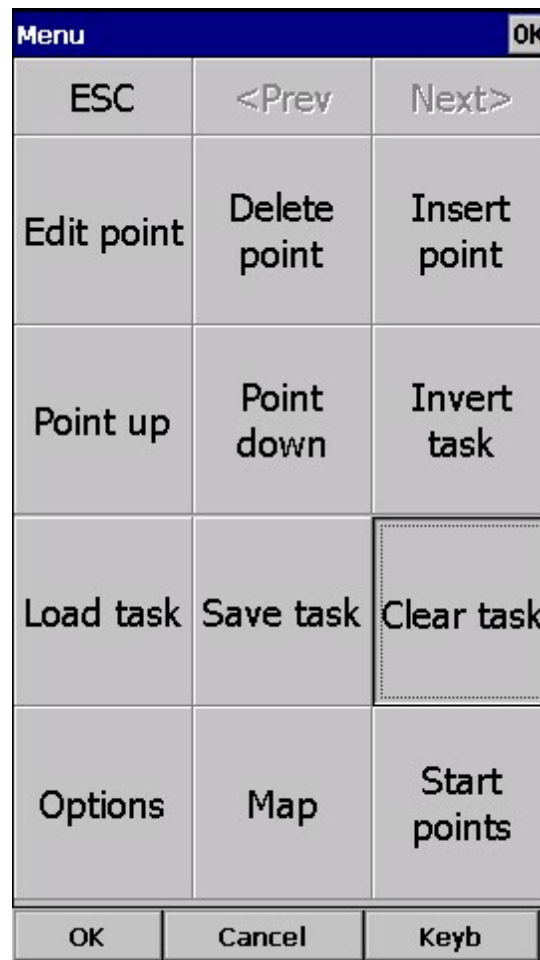 Menu OK
ESC <Prev Next>
Edit point Delete point Insert point
Point up Point down Invert task
Load task Save task Clear task
Options Map Start points
OK Cancel Keyb